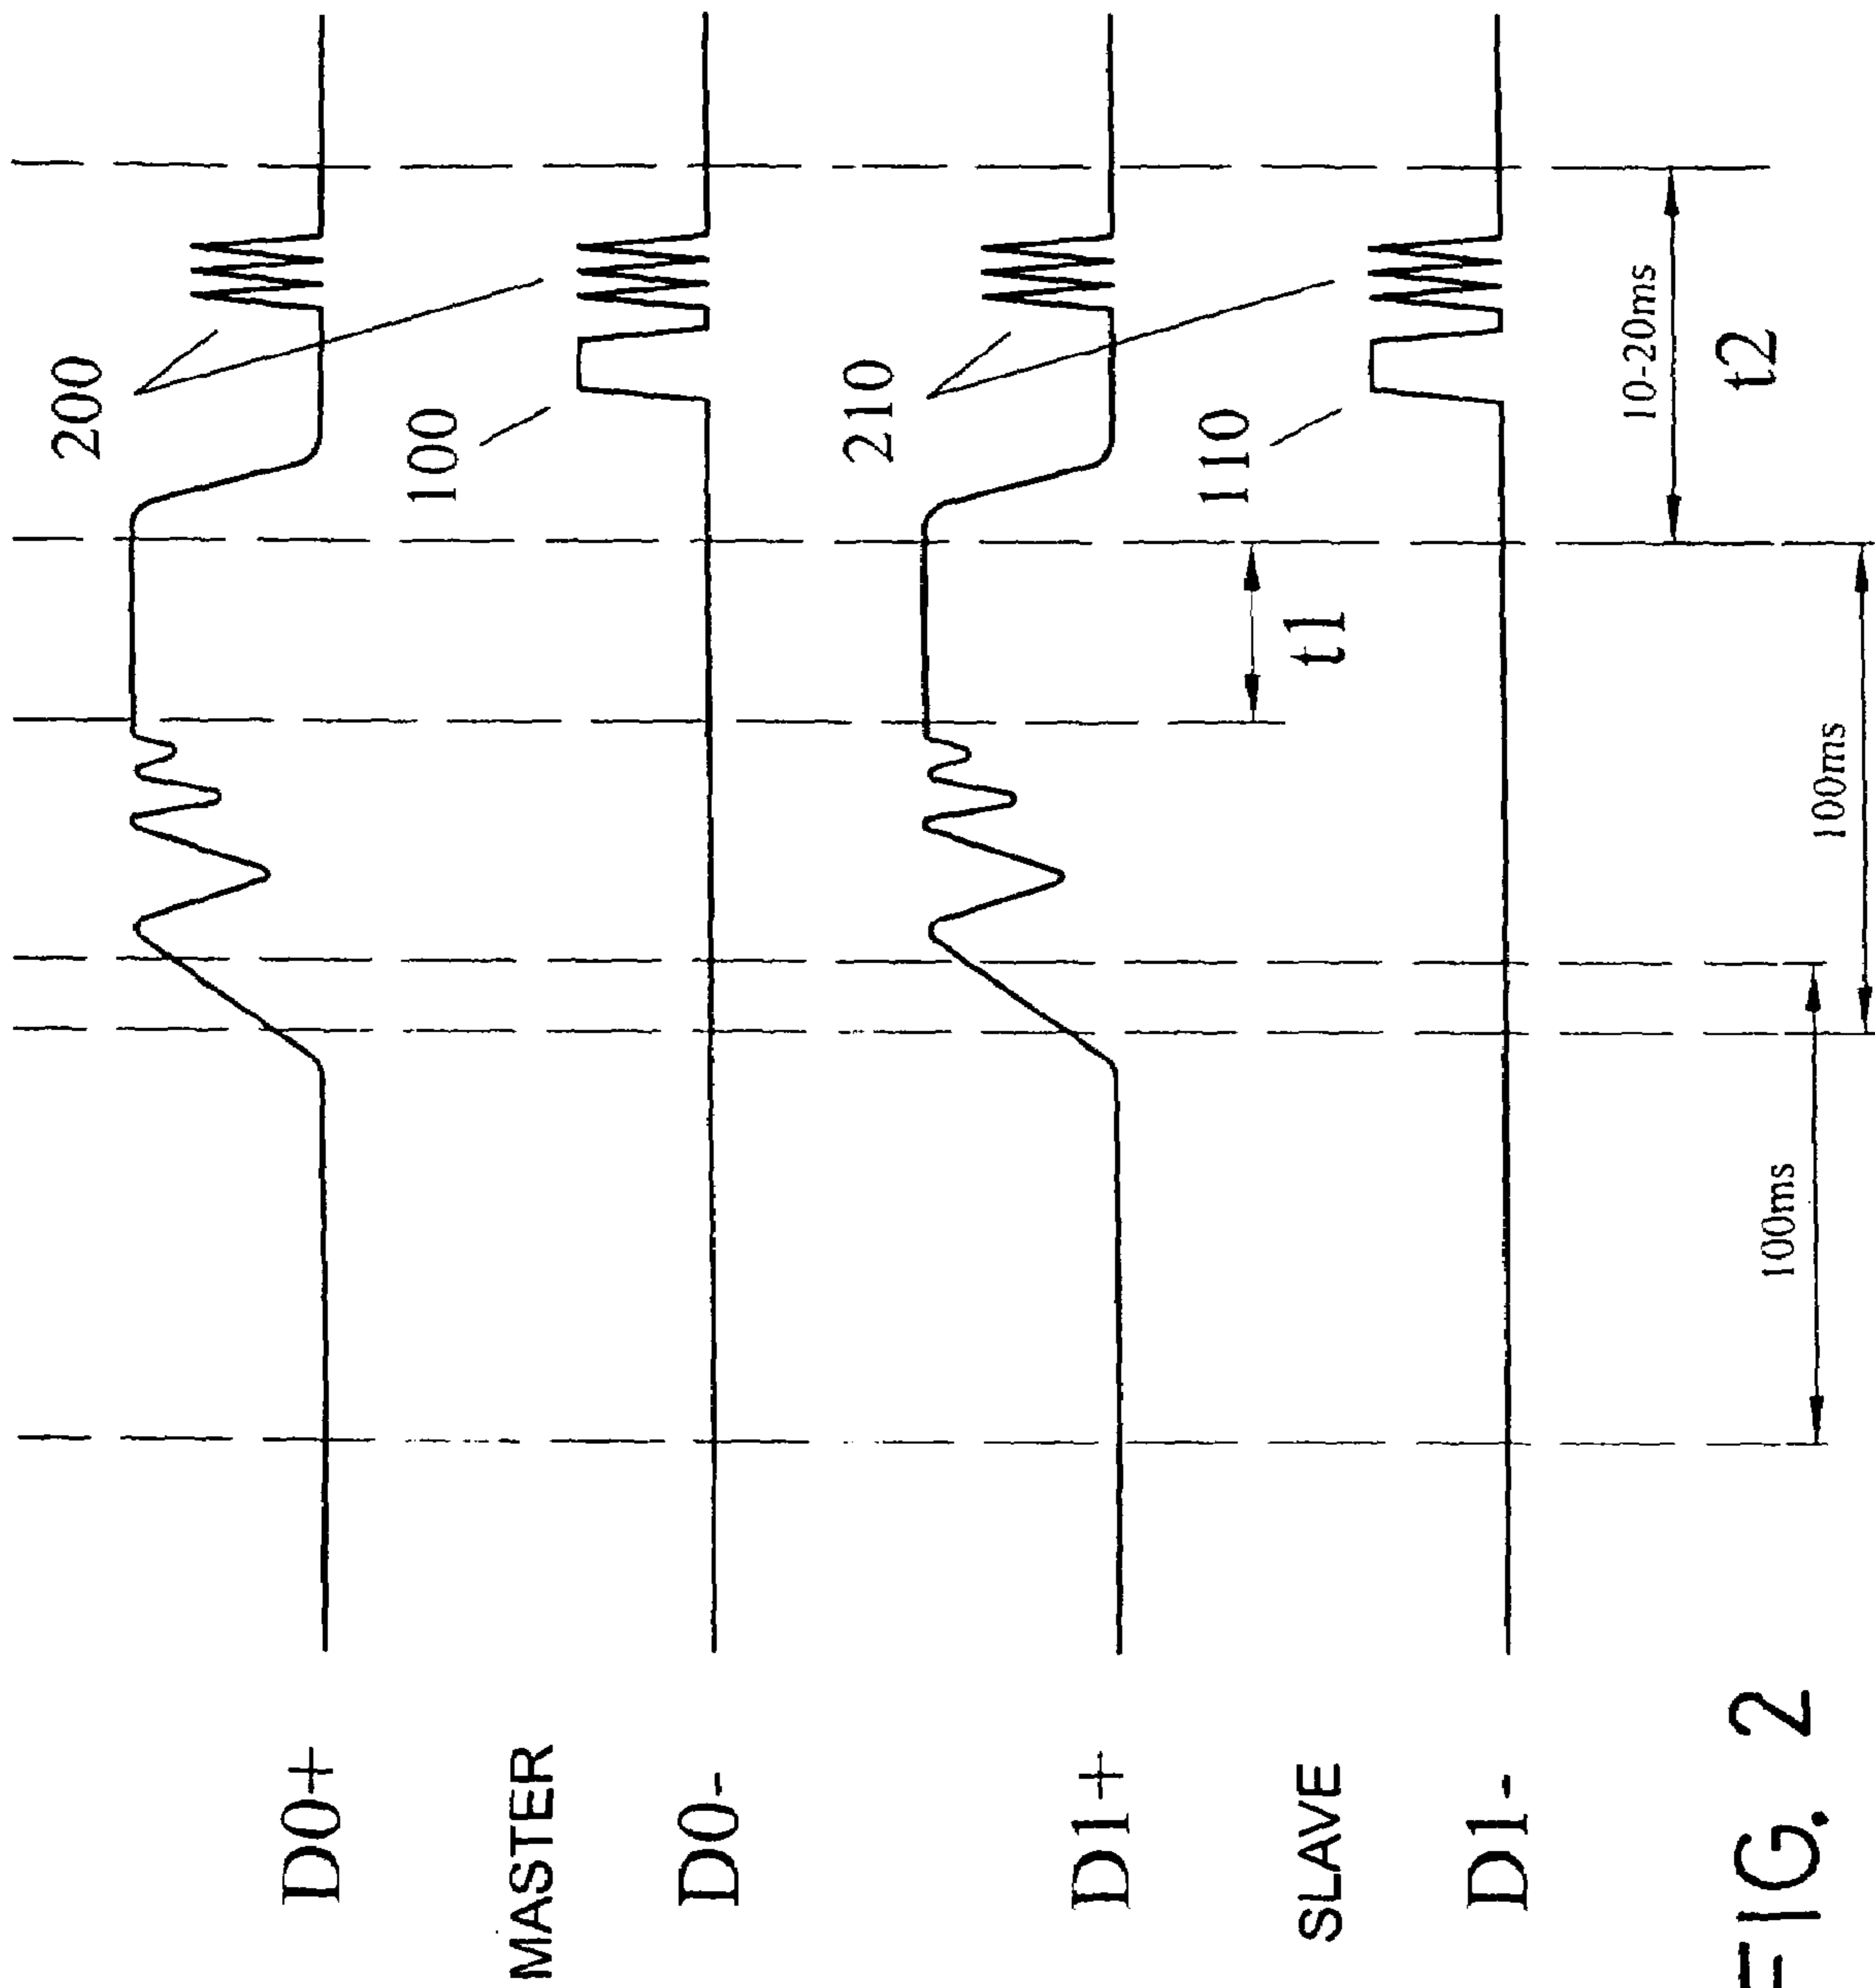 200
D0+
100
MASTER
D0-
210
D1+
110
SLAVE
t1
D1-
10-20ms
t2
100ms
100ms
FIG. 2